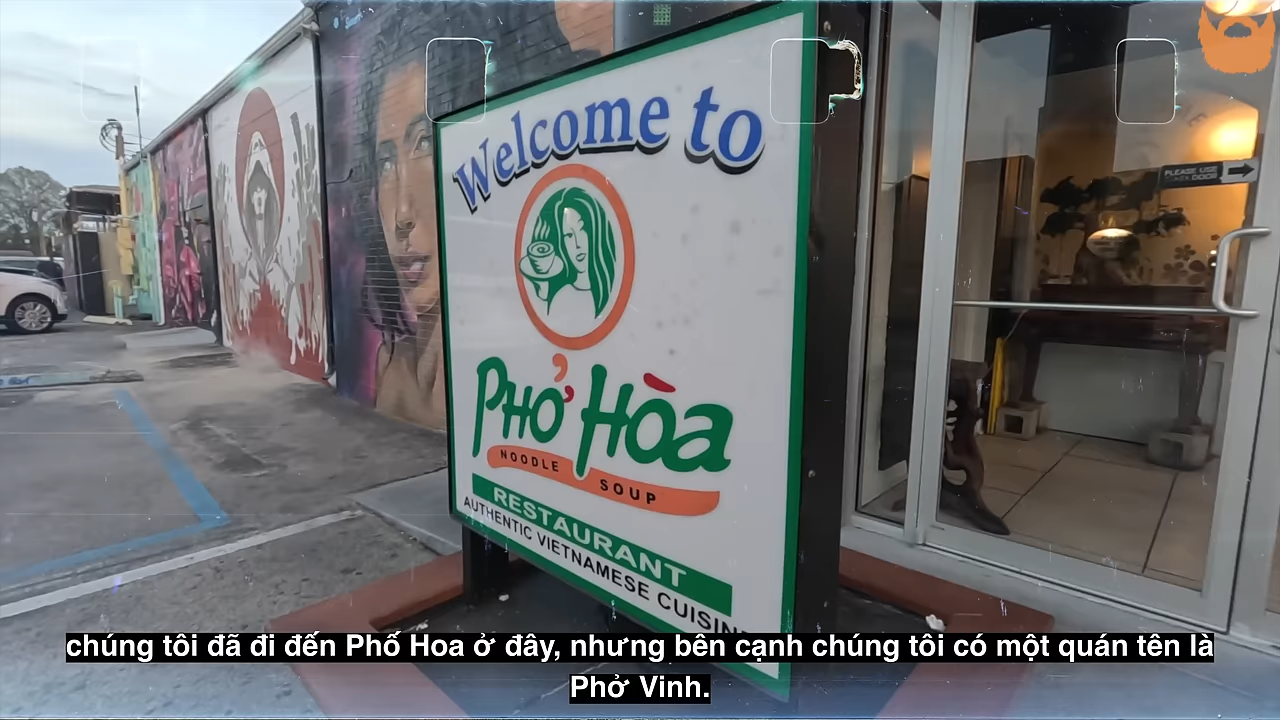 Welcome to
PHỞ HÒA
NOODLE SOUP
RESTAURANT
AUTHENTIC VIETNAMESE CUISIN
PLEASE USE
DOOR
chúng tôi đã đi đến Phố Hoa ở đây, nhưng bên cạnh chúng tôi có một quán tên là
Phở Vinh.